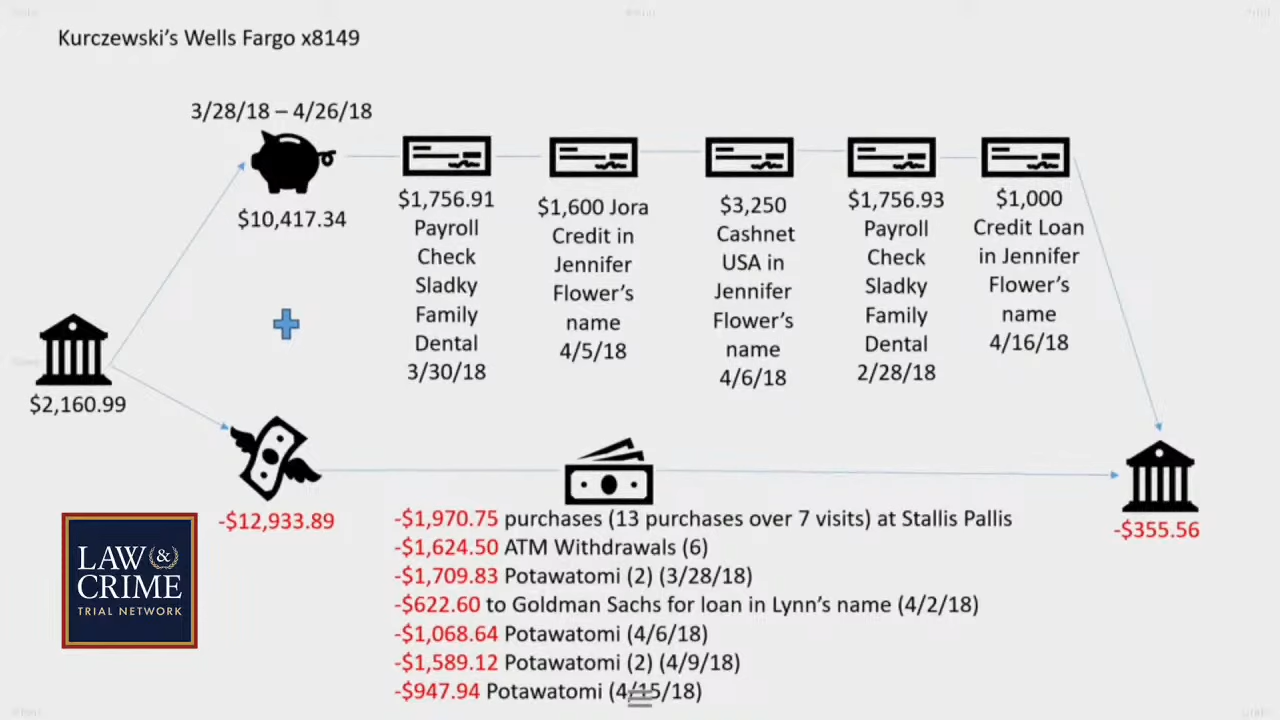 Kurczewski's Wells Fargo x8149
3/28/18 – 4/26/18
$10,417.34
$1,756.91
Payroll
Check
Sladky
Family
Dental
3/30/18
$1,600 Jora
Credit in
Jennifer
Flower's
name
4/5/18
$3,250
Cashnet
USA in
Jennifer
Flower's
name
4/6/18
$1,756.93
Payroll
Check
Sladky
Family
Dental
2/28/18
$1,000
Credit Loan
in Jennifer
Flower's
name
4/16/18
$2,160.99
-$12,933.89
-$1,970.75 purchases (13 purchases over 7 visits) at Stallis Pallis
-$1,624.50 ATM Withdrawals (6)
-$1,709.83 Potawatomi (2) (3/28/18)
-$622.60 to Goldman Sachs for loan in Lynn's name (4/2/18)
-$1,068.64 Potawatomi (4/6/18)
-$1,589.12 Potawatomi (2) (4/9/18)
-$947.94 Potawatomi (4/15/18)
-$355.56
LAW &
CRIME
TRIAL NETWORK